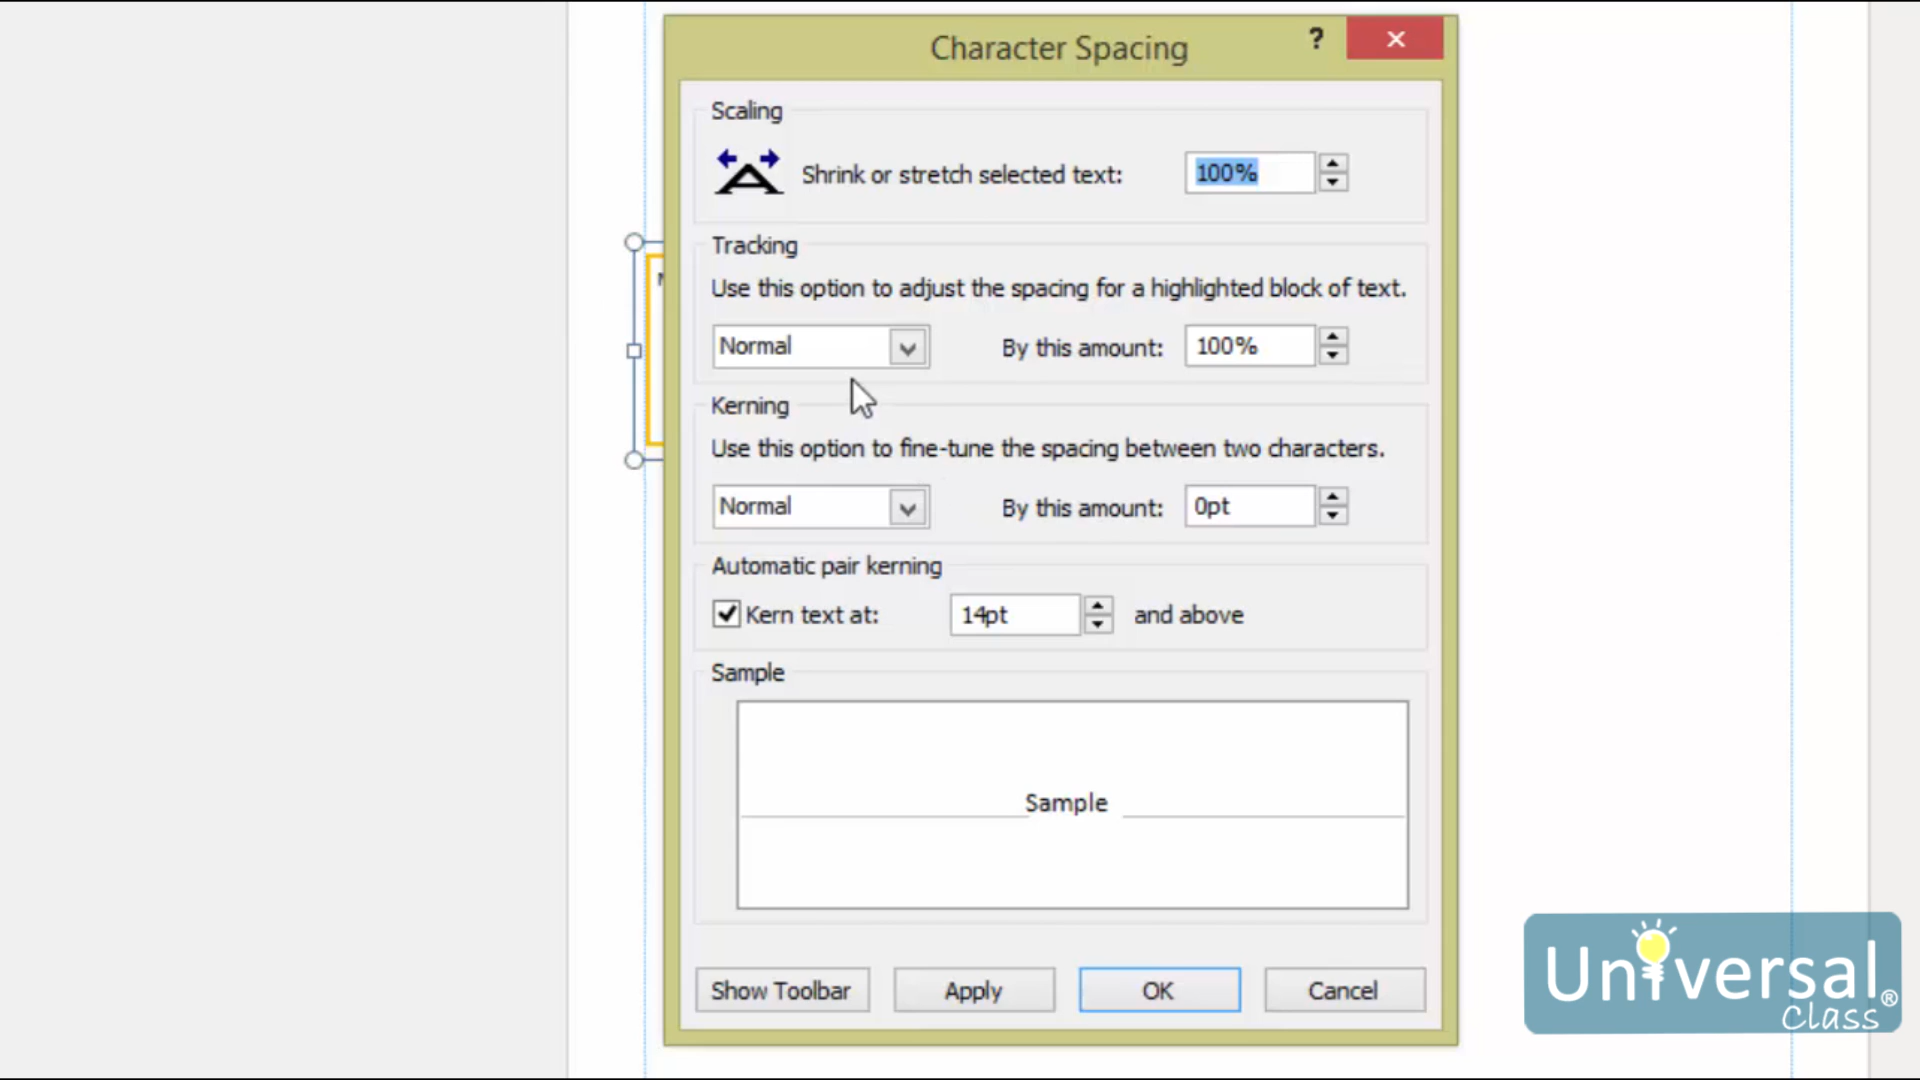 Character Spacing
?
Scaling
Shrink or stretch selected text: 100%
Tracking
Use this option to adjust the spacing for a highlighted block of text.
Normal By this amount: 100%
Kerning
Use this option to fine-tune the spacing between two characters.
Normal By this amount: 0pt
Automatic pair kerning
Kern text at: 14pt and above
Sample
Sample
Show Toolbar Apply OK Cancel
Universal®
Class